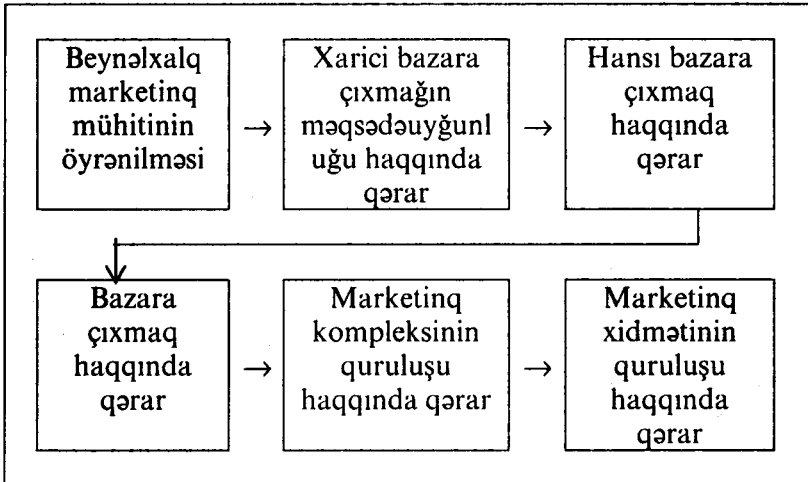 Beynəlxalq
marketinq
mühitinin
öyrənilməsi
→
Xarici bazara
çıxmağın
məqsədəuyğunl
uğu haqqında
qərar
→
Hansı bazara
çıxmaq
haqqında
qərar
Bazara
çıxmaq
haqqında
qərar
→
Marketinq
kompleksinin
quruluşu
haqqında qərar
→
Marketinq
xidmətinin
quruluşu
haqqında
qərar